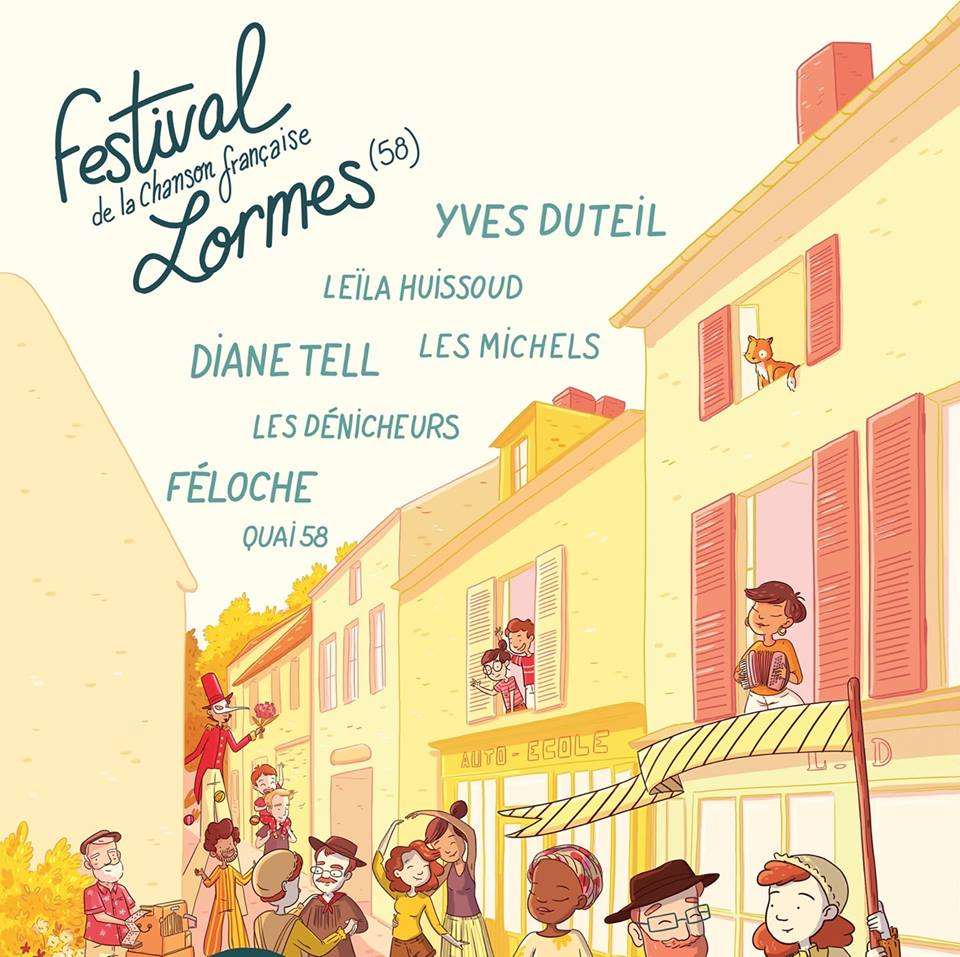 Festival
de la Chanson française
Lormes (58)
YVES DUTEIL
LEÏLA HUISSOUD
LES MICHELS
DIANE TELL
LES DÉNICHEURS
FÉLOCHE
QUAI 58
AUTO-ECOLE
L. D